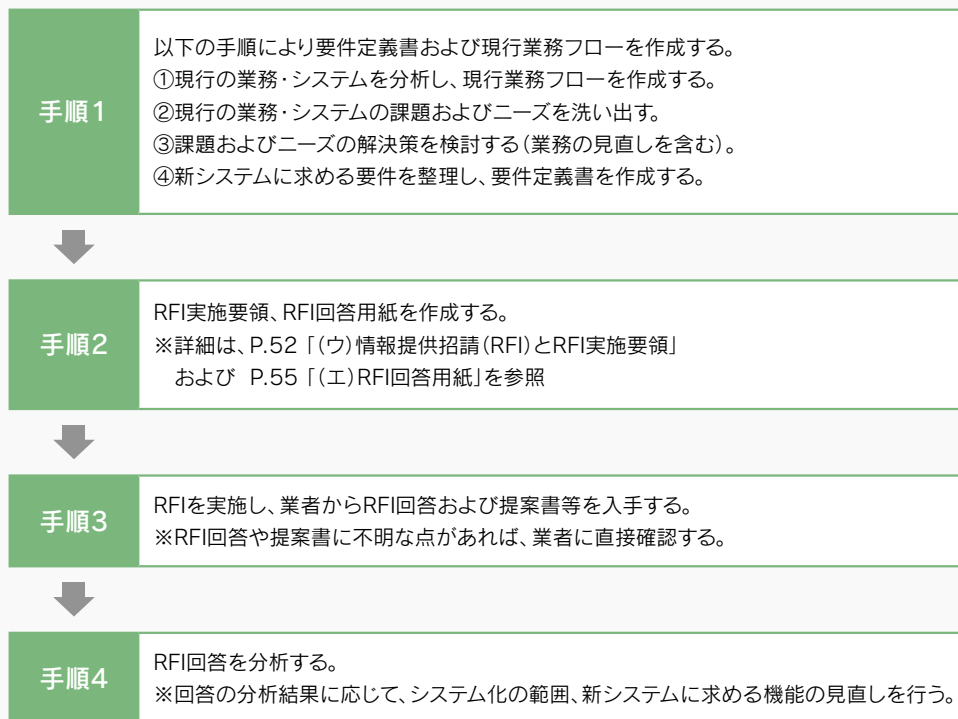 手順1
以下の手順により要件定義書および現行業務フローを作成する。
①現行の業務・システムを分析し、現行業務フローを作成する。
②現行の業務・システムの課題およびニーズを洗い出す。
③課題およびニーズの解決策を検討する（業務の見直しを含む）。
④新システムに求める要件を整理し、要件定義書を作成する。
手順2
RFI実施要領、RFI回答用紙を作成する。
※詳細は、P.52「（ウ）情報提供招請（RFI）とRFI実施要領」
および P.55「（エ）RFI回答用紙」を参照
手順3
RFIを実施し、業者からRFI回答および提案書等を入手する。
※RFI回答や提案書に不明な点があれば、業者に直接確認する。
手順4
RFI回答を分析する。
※回答の分析結果に応じて、システム化の範囲、新システムに求める機能の見直しを行う。